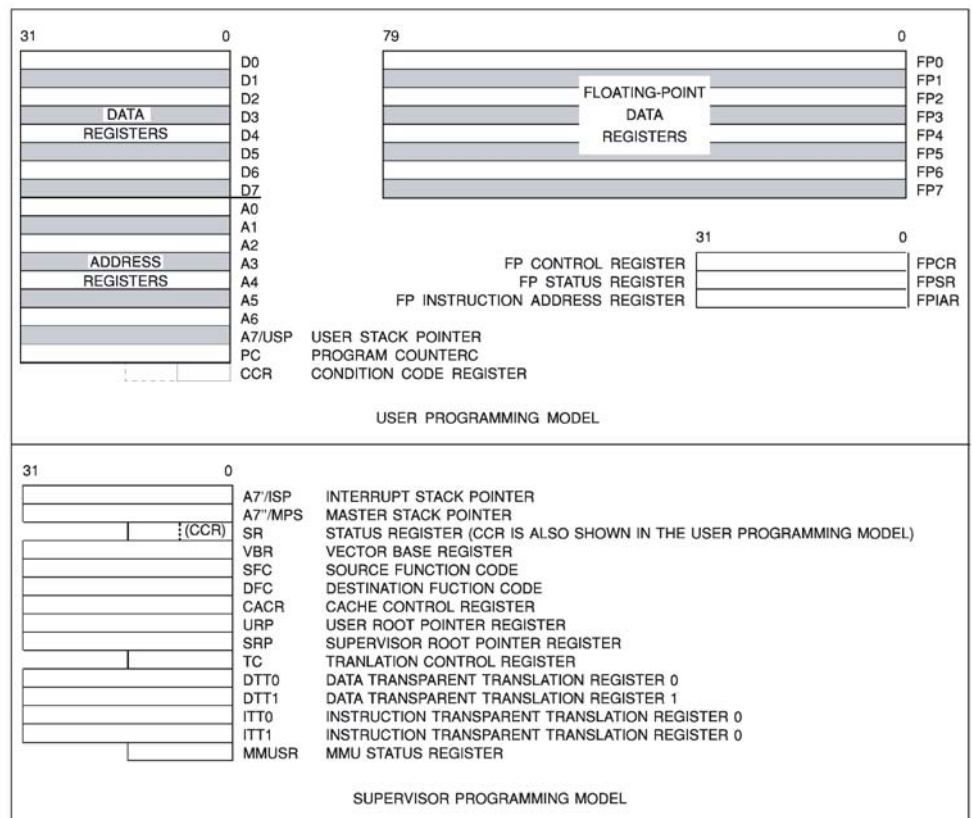 31 0
D0
D1
D2
DATA D3
REGISTERS D4
D5
D6
D7
A0
A1
A2
ADDRESS A3
REGISTERS A4
A5
A6
A7/USP USER STACK POINTER
PC PROGRAM COUNTERC
CCR CONDITION CODE REGISTER
79 0
FP0
FP1
FLOATING-POINT FP2
DATA FP3
REGISTERS FP4
FP5
FP6
FP7
31 0
FP CONTROL REGISTER FPCR
FP STATUS REGISTER FPSR
FP INSTRUCTION ADDRESS REGISTER FPIAR
USER PROGRAMMING MODEL
31 0
A7'/ISP INTERRUPT STACK POINTER
A7"/MPS MASTER STACK POINTER
(CCR) SR STATUS REGISTER (CCR IS ALSO SHOWN IN THE USER PROGRAMMING MODEL)
VBR VECTOR BASE REGISTER
SFC SOURCE FUNCTION CODE
DFC DESTINATION FUCTION CODE
CACR CACHE CONTROL REGISTER
URP USER ROOT POINTER REGISTER
SRP SUPERVISOR ROOT POINTER REGISTER
TC TRANLATION CONTROL REGISTER
DTT0 DATA TRANSPARENT TRANSLATION REGISTER 0
DTT1 DATA TRANSPARENT TRANSLATION REGISTER 1
ITT0 INSTRUCTION TRANSPARENT TRANSLATION REGISTER 0
ITT1 INSTRUCTION TRANSPARENT TRANSLATION REGISTER 0
MMUSR MMU STATUS REGISTER
SUPERVISOR PROGRAMMING MODEL